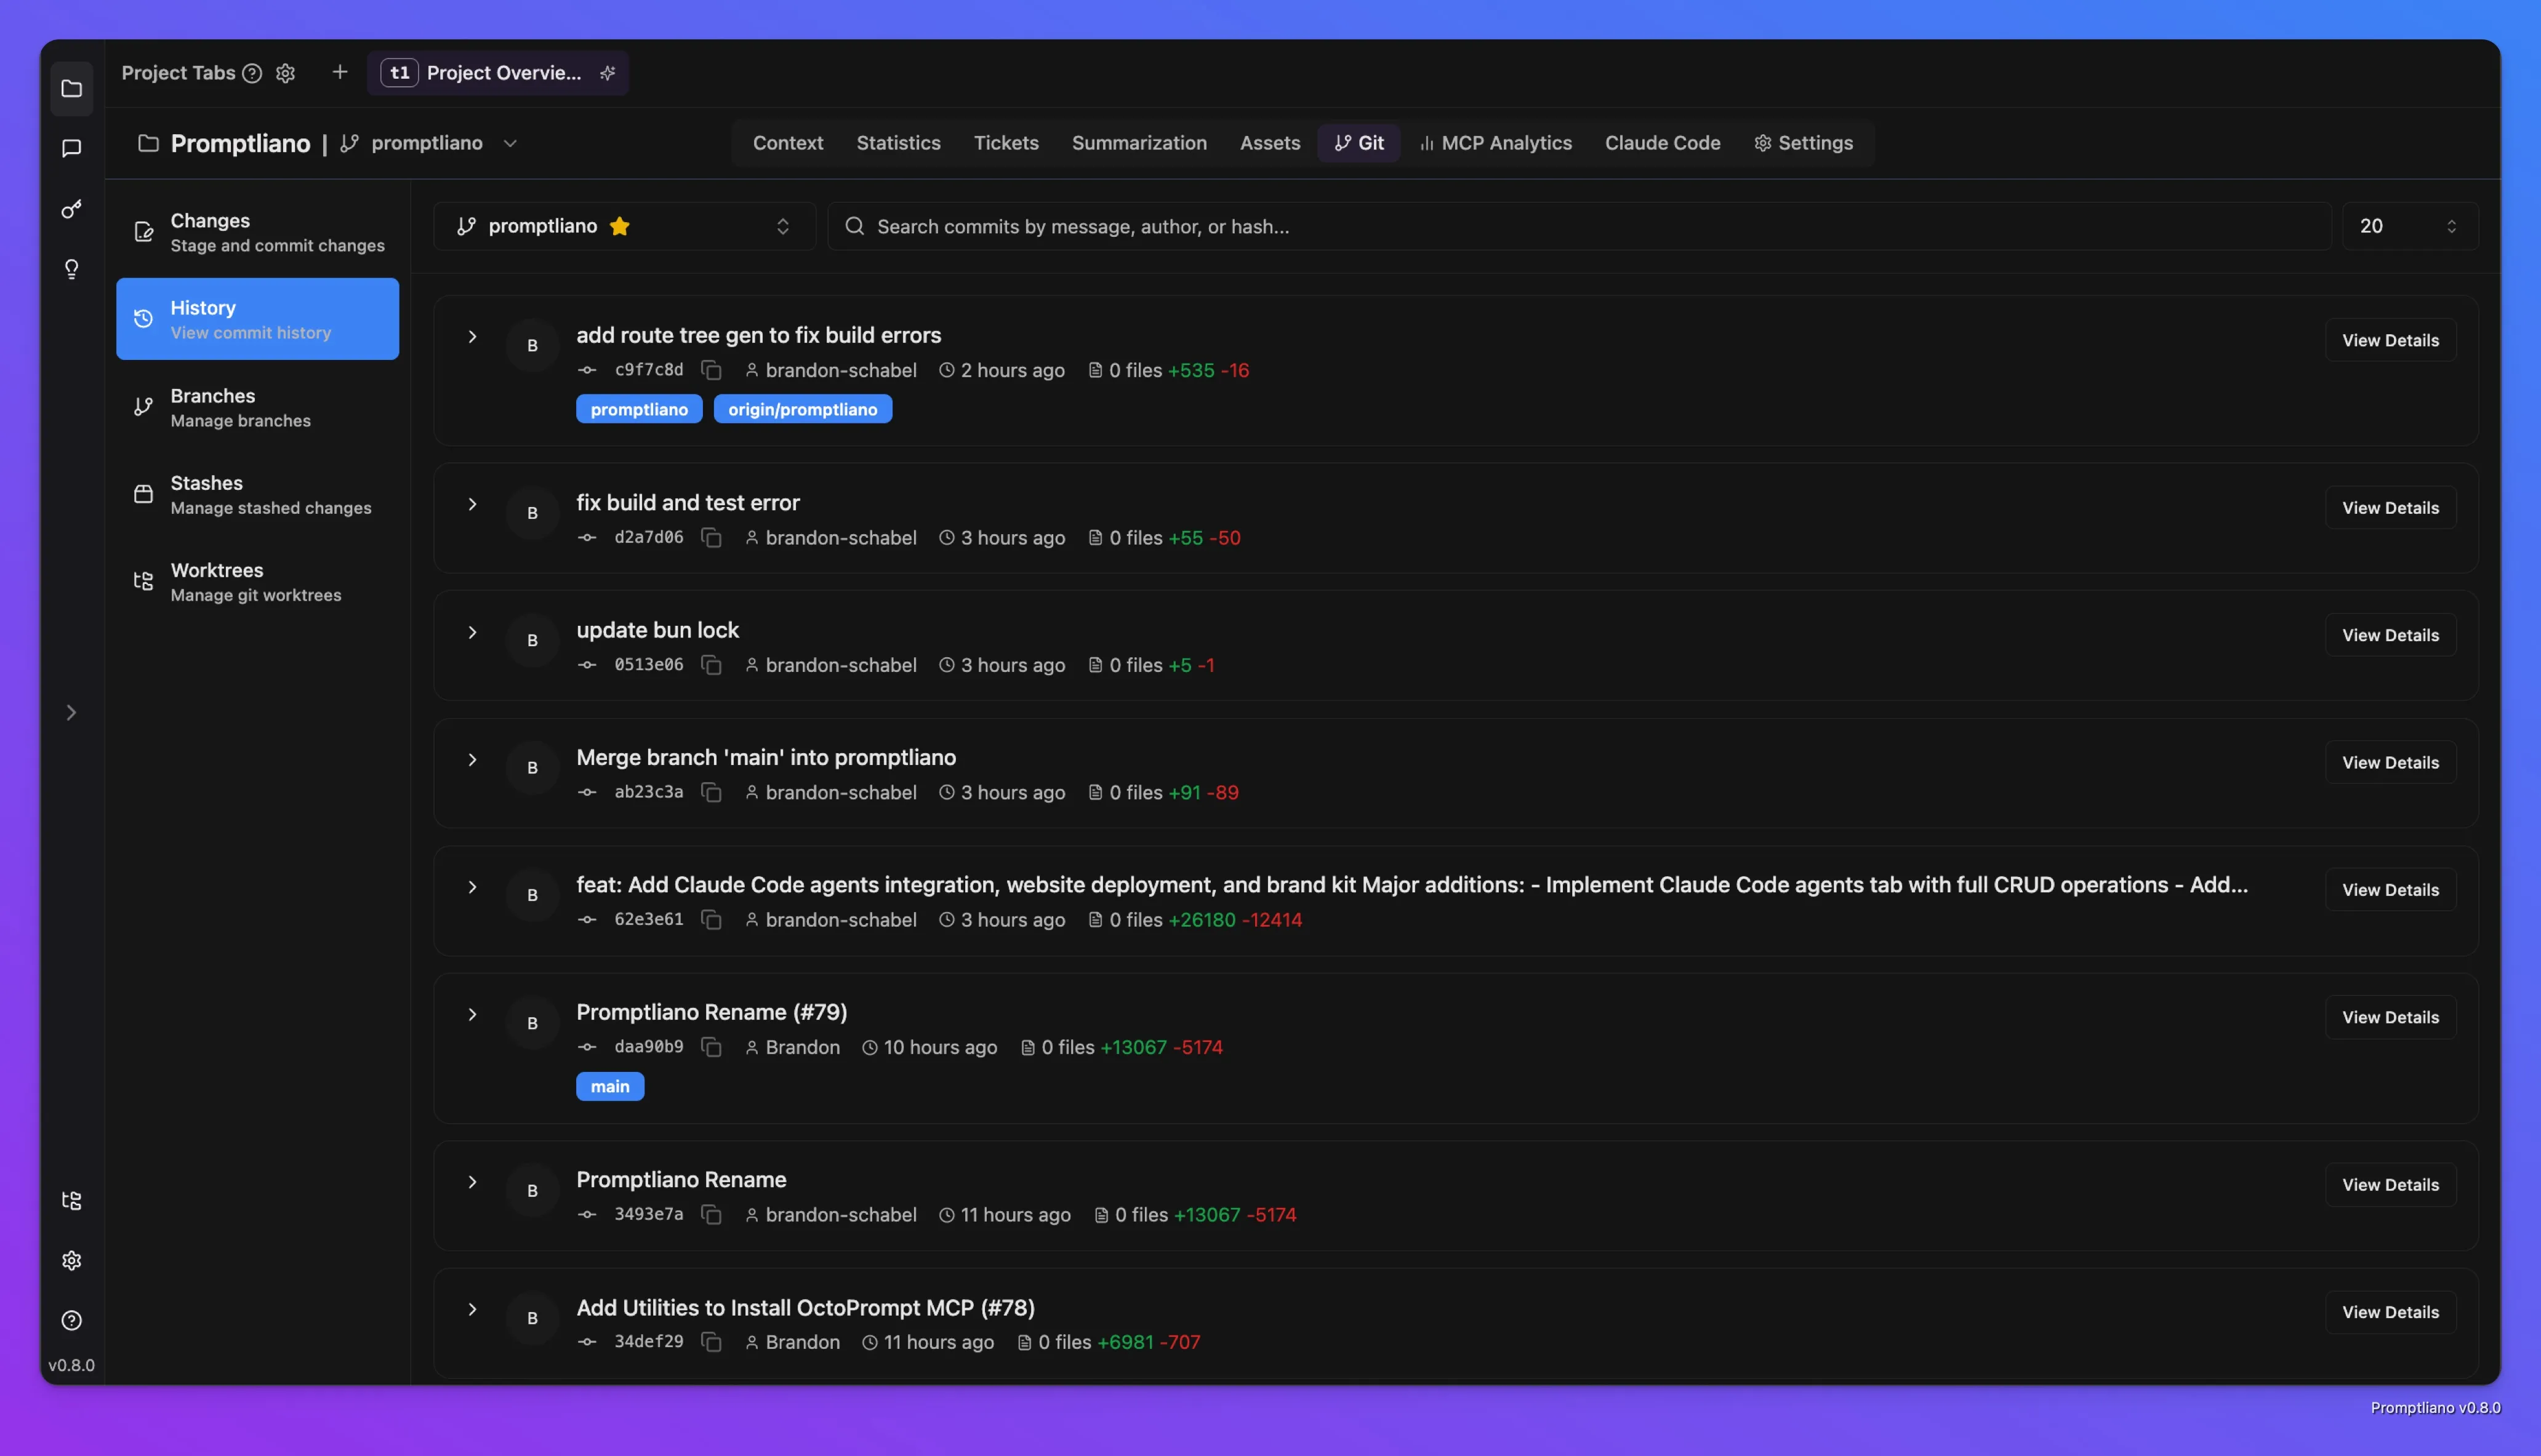 Project Tabs
t1 Project Overvie...
Promptliano | promptliano
Context Statistics Tickets Summarization Assets Git MCP Analytics Claude Code Settings
Changes
Stage and commit changes
History
View commit history
Branches
Manage branches
Stashes
Manage stashed changes
Worktrees
Manage git worktrees
v0.8.0
promptliano
Search commits by message, author, or hash...
20
add route tree gen to fix build errors
c9f7c8d brandon-schabel 2 hours ago 0 files +535 -16
promptliano origin/promptliano
View Details
B
fix build and test error
d2a7d06 brandon-schabel 3 hours ago 0 files +55 -50
View Details
B
update bun lock
0513e06 brandon-schabel 3 hours ago 0 files +5 -1
View Details
B
Merge branch 'main' into promptliano
ab23c3a brandon-schabel 3 hours ago 0 files +91 -89
View Details
B
feat: Add Claude Code agents integration, website deployment, and brand kit Major additions: - Implement Claude Code agents tab with full CRUD operations - Add...
62e3e61 brandon-schabel 3 hours ago 0 files +26180 -12414
View Details
B
Promptliano Rename (#79)
daa90b9 Brandon 10 hours ago 0 files +13067 -5174
main
View Details
B
Promptliano Rename
3493e7a brandon-schabel 11 hours ago 0 files +13067 -5174
View Details
B
Add Utilities to Install OctoPrompt MCP (#78)
34def29 Brandon 11 hours ago 0 files +6981 -707
View Details
B
Promptliano v0.8.0